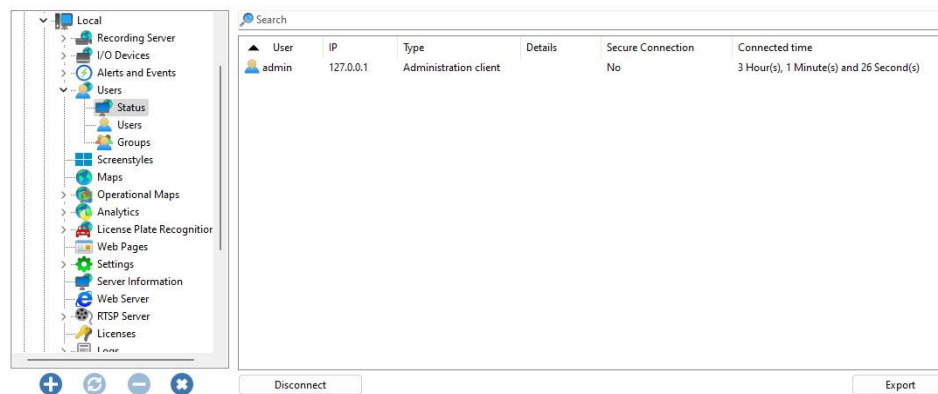 Local
Recording Server
I/O Devices
Alerts and Events
Users
Status
Users
Groups
Screenstyles
Maps
Operational Maps
Analytics
License Plate Recognition
Web Pages
Settings
Server Information
Web Server
RTSP Server
Licenses
Logs
Search
User IP Type Details Secure Connection Connected time
admin 127.0.0.1 Administration client No 3 Hour(s), 1 Minute(s) and 26 Second(s)
Disconnect Export